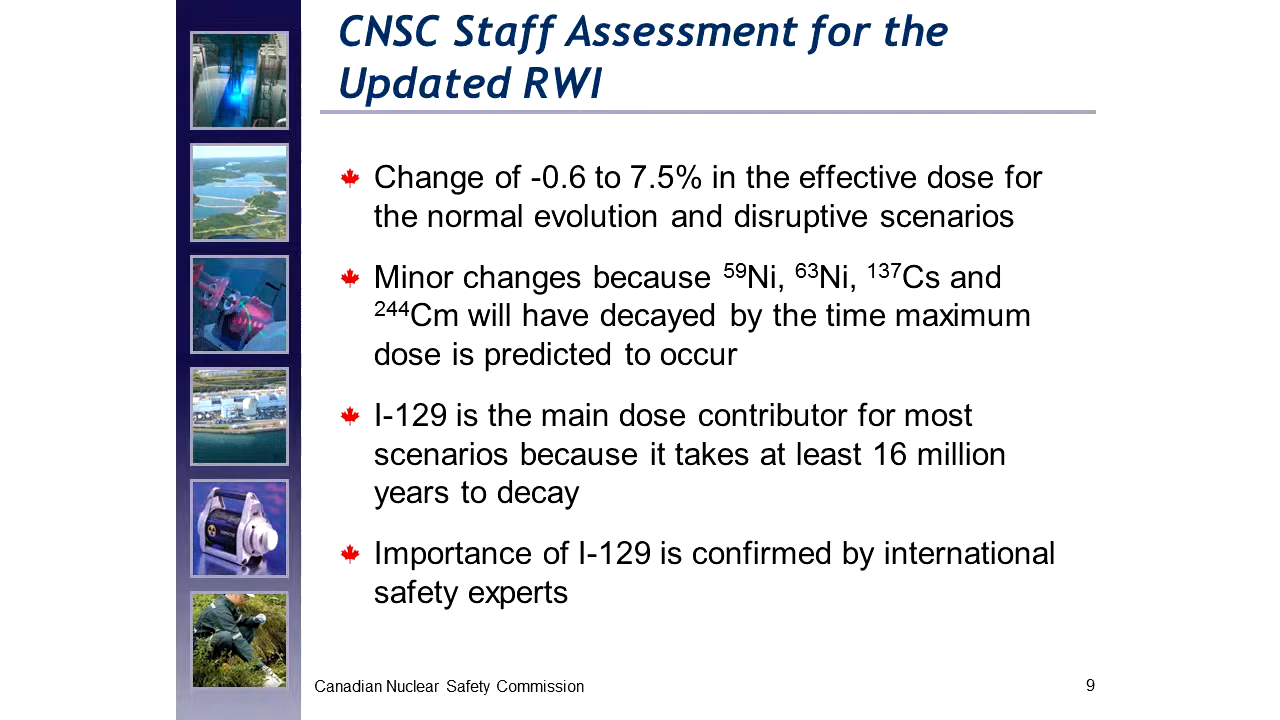 CNSC Staff Assessment for the
Updated RWI
Change of -0.6 to 7.5% in the effective dose for
the normal evolution and disruptive scenarios
Minor changes because ⁵⁹Ni, ⁶³Ni, ¹³⁷Cs and
²⁴⁴Cm will have decayed by the time maximum
dose is predicted to occur
I-129 is the main dose contributor for most
scenarios because it takes at least 16 million
years to decay
Importance of I-129 is confirmed by international
safety experts
Canadian Nuclear Safety Commission
9